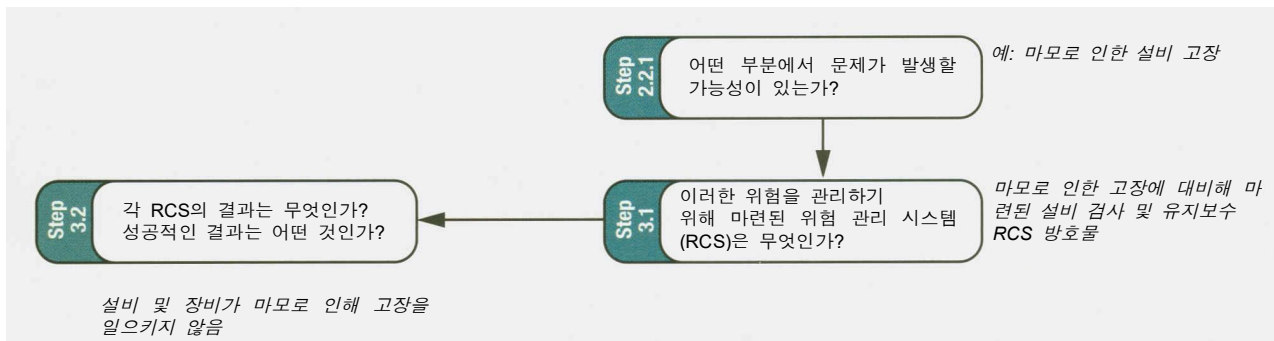 Step
2.2.1
어떤 부분에서 문제가 발생할
가능성이 있는가?
예: 마모로 인한 설비 고장
Step
3.1
이러한 위험을 관리하기
위해 마련된 위험 관리 시스템
(RCS)은 무엇인가?
마모로 인한 고장에 대비해 마
련된 설비 검사 및 유지보수
RCS 방호물
Step
3.2
각 RCS의 결과는 무엇인가?
성공적인 결과는 어떤 것인가?
설비 및 장비가 마모로 인해 고장을
일으키지 않음